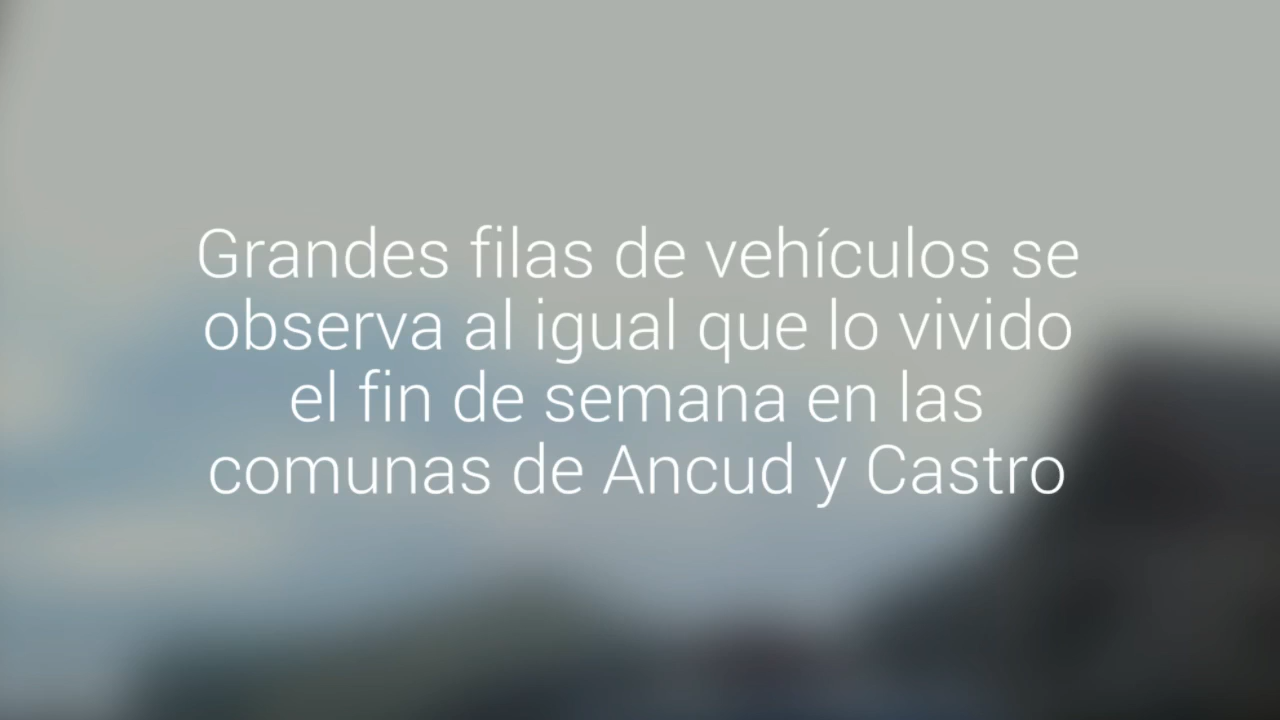 Grandes filas de vehículos se
observa al igual que lo vivido
el fin de semana en las
comunas de Ancud y Castro